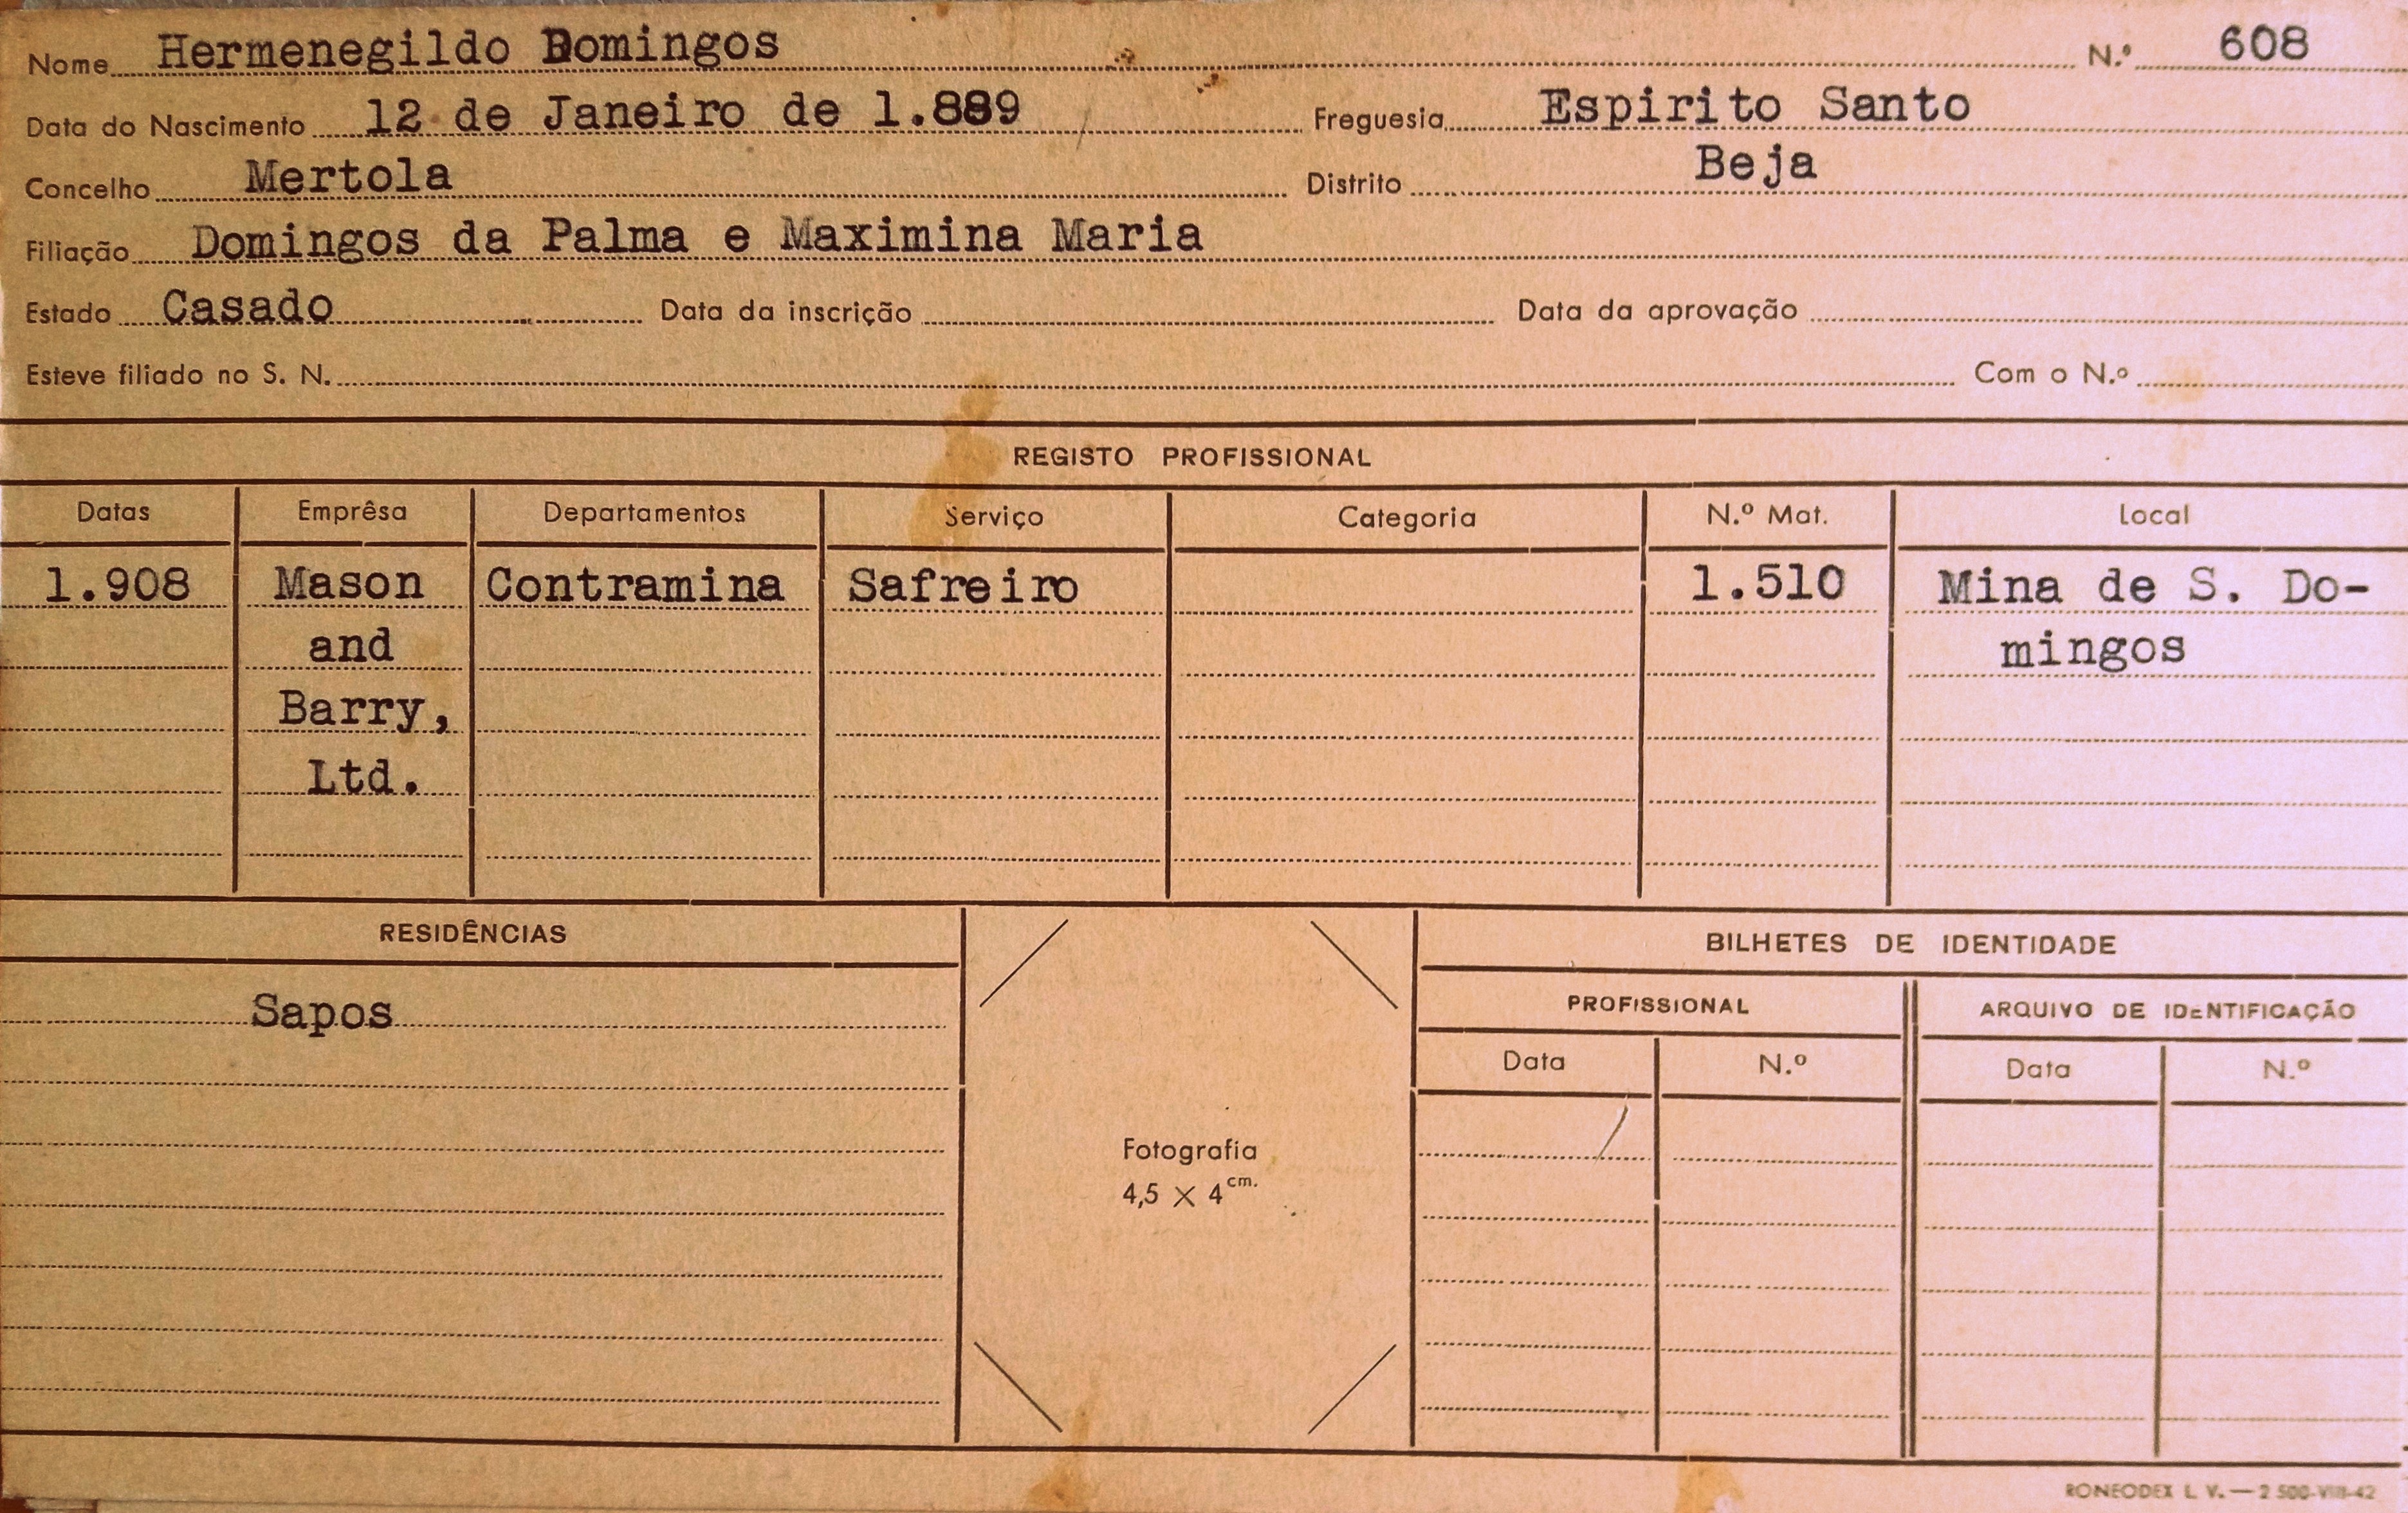 Nome Hermenegildo Domingos N.º 608
Data do Nascimento 12 de Janeiro de 1.889 Freguesia Espirito Santo
Concelho Mertola Distrito Beja
Filiação Domingos da Palma e Maximina Maria
Estado Casado Data da inscrição Data da aprovação
Esteve filiado no S. N. Com o N.º
REGISTO PROFISSIONAL
Datas Emprêsa Departamentos Serviço Categoria N.º Mat. Local
1.908 Mason Contramina Safreiro 1.510 Mina de S. Do-
and mingos
Barry,
Ltd.
RESIDÊNCIAS BILHETES DE IDENTIDADE
Sapos PROFISSIONAL ARQUIVO DE IDENTIFICAÇÃO
Data N.º Data N.º
Fotografia
4,5 × 4 cm.
RONEODEX L. V. — 2 500-VIII-42